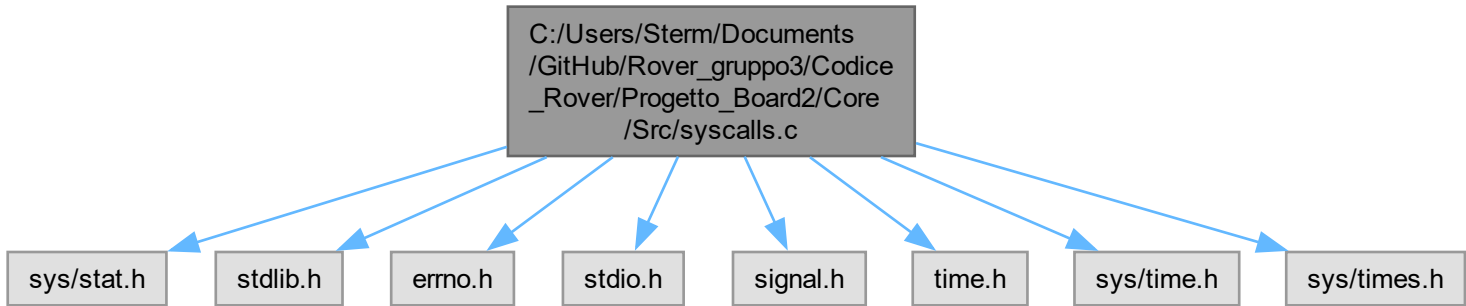 C:/Users/Sterm/Documents
/GitHub/Rover_gruppo3/Codice
_Rover/Progetto_Board2/Core
/Src/syscalls.c
sys/stat.h
stdlib.h
errno.h
stdio.h
signal.h
time.h
sys/time.h
sys/times.h